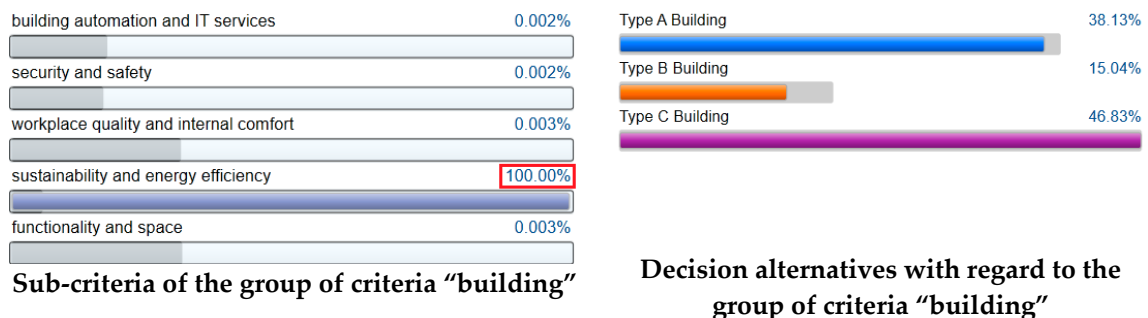 building automation and IT services 0.002%
security and safety 0.002%
workplace quality and internal comfort 0.003%
sustainability and energy efficiency 100.00%
functionality and space 0.003%
Sub-criteria of the group of criteria “building”
Type A Building 38.13%
Type B Building 15.04%
Type C Building 46.83%
Decision alternatives with regard to the
group of criteria “building”